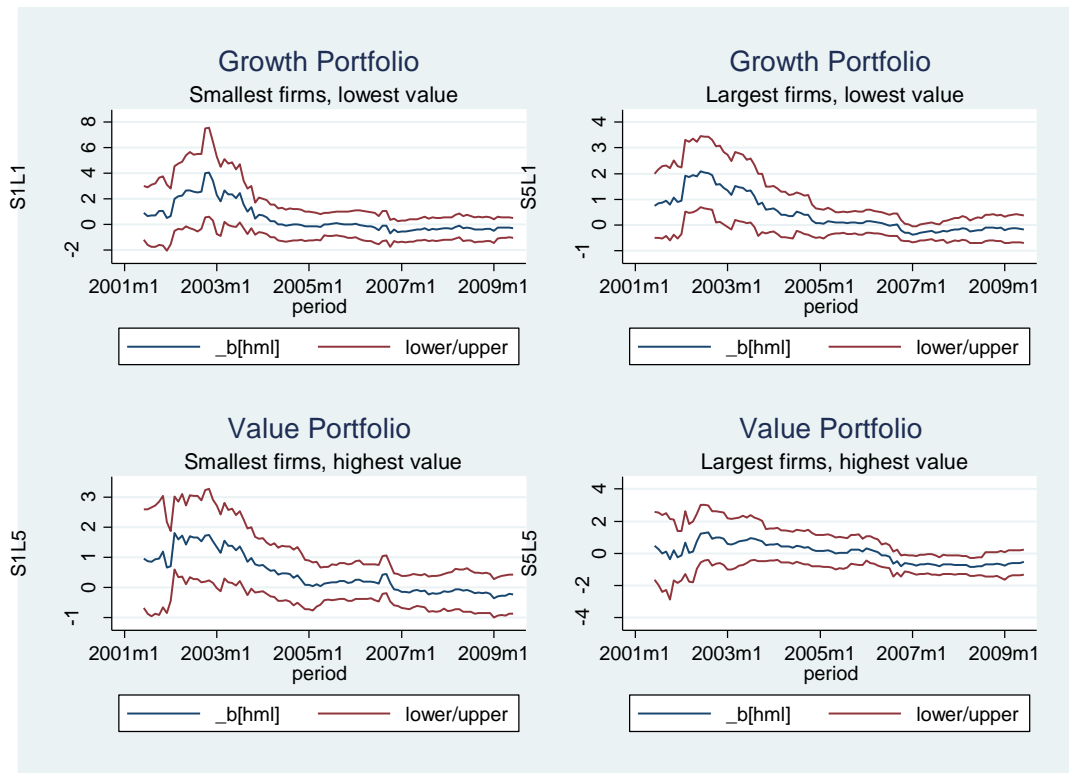 Growth Portfolio
Smallest firms, lowest value
S1L1
8
6
4
2
0
-2
2001m1 2003m1 2005m1 2007m1 2009m1
period
_b[hml] lower/upper
Growth Portfolio
Largest firms, lowest value
S5L1
4
3
2
1
0
-1
2001m1 2003m1 2005m1 2007m1 2009m1
period
_b[hml] lower/upper
Value Portfolio
Smallest firms, highest value
S1L5
3
2
1
0
-1
2001m1 2003m1 2005m1 2007m1 2009m1
period
_b[hml] lower/upper
Value Portfolio
Largest firms, highest value
S5L5
4
2
0
-2
-4
2001m1 2003m1 2005m1 2007m1 2009m1
period
_b[hml] lower/upper